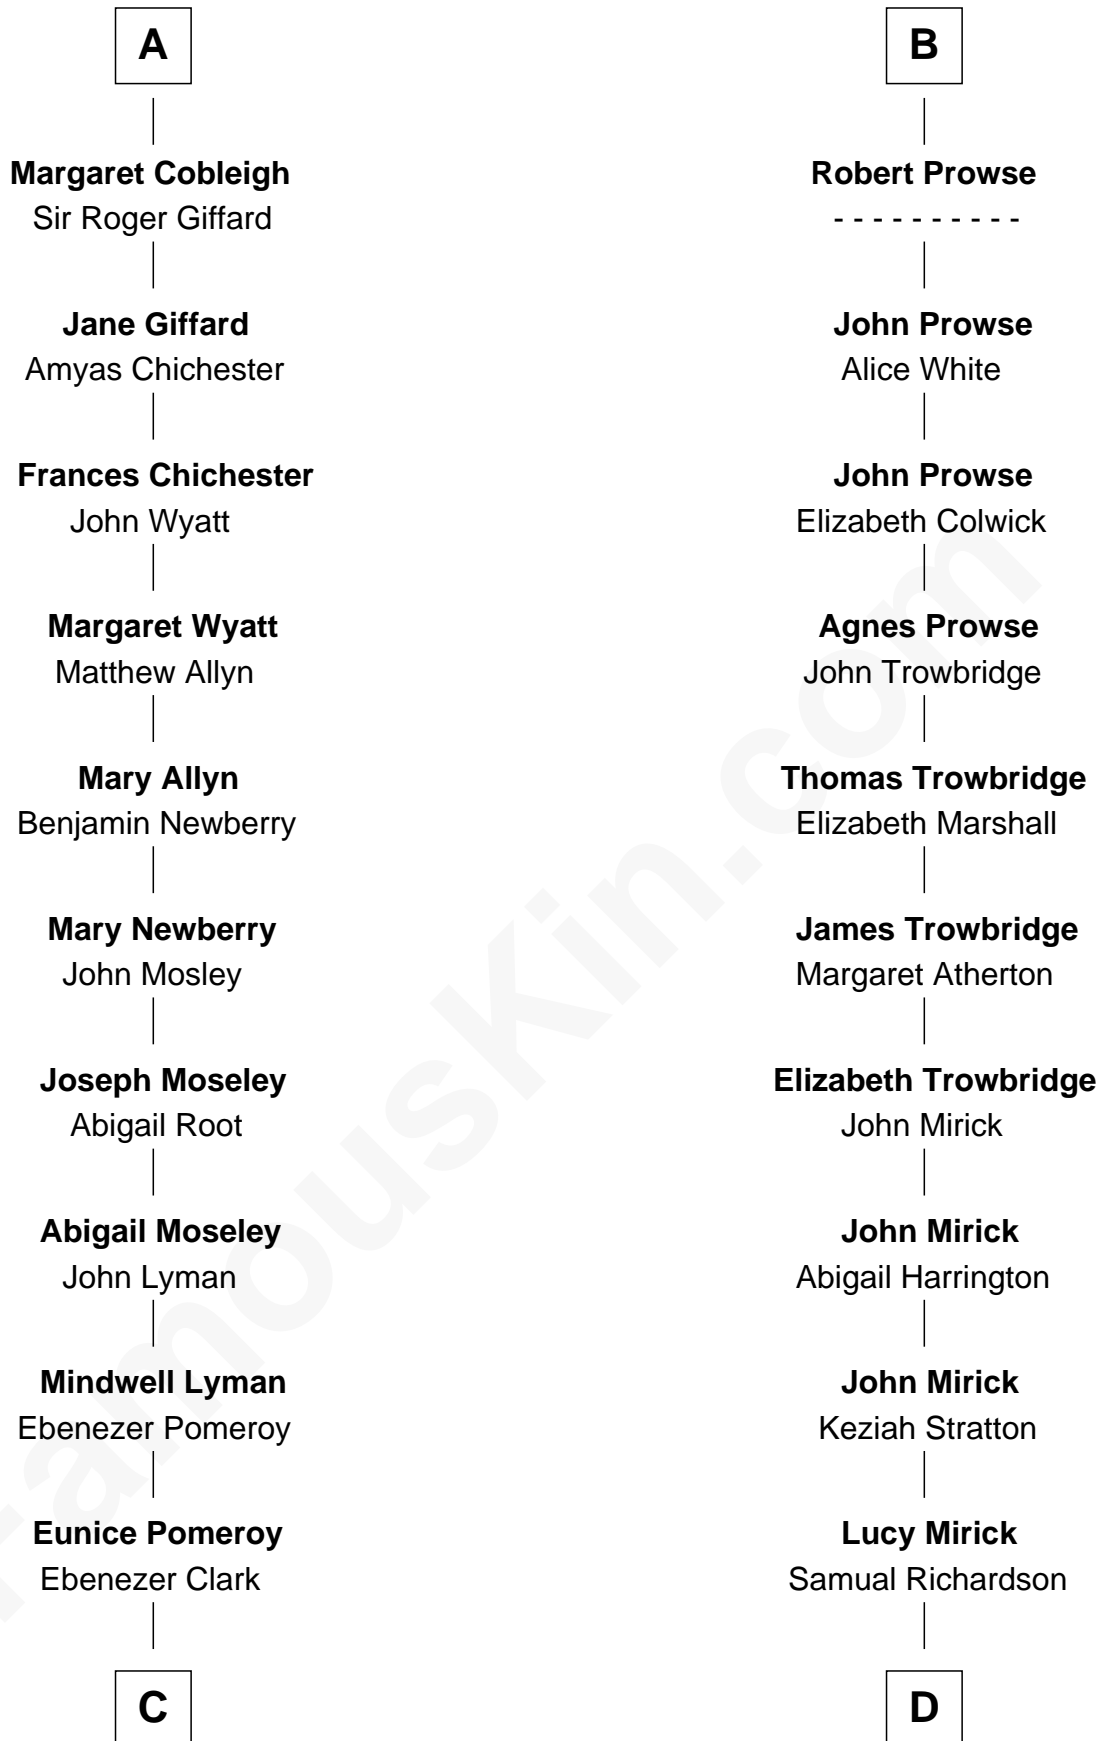 A
Margaret Cobleigh
Sir Roger Giffard
Jane Giffard
Amyas Chichester
Frances Chichester
John Wyatt
Margaret Wyatt
Matthew Allyn
Mary Allyn
Benjamin Newberry
Mary Newberry
John Mosley
Joseph Moseley
Abigail Root
Abigail Moseley
John Lyman
Mindwell Lyman
Ebenezer Pomeroy
Eunice Pomeroy
Ebenezer Clark
C
B
Robert Prowse
- - - - - - - - - -
John Prowse
Alice White
John Prowse
Elizabeth Colwick
Agnes Prowse
John Trowbridge
Thomas Trowbridge
Elizabeth Marshall
James Trowbridge
Margaret Atherton
Elizabeth Trowbridge
John Mirick
John Mirick
Abigail Harrington
John Mirick
Keziah Stratton
Lucy Mirick
Samual Richardson
D
FamousKin.com